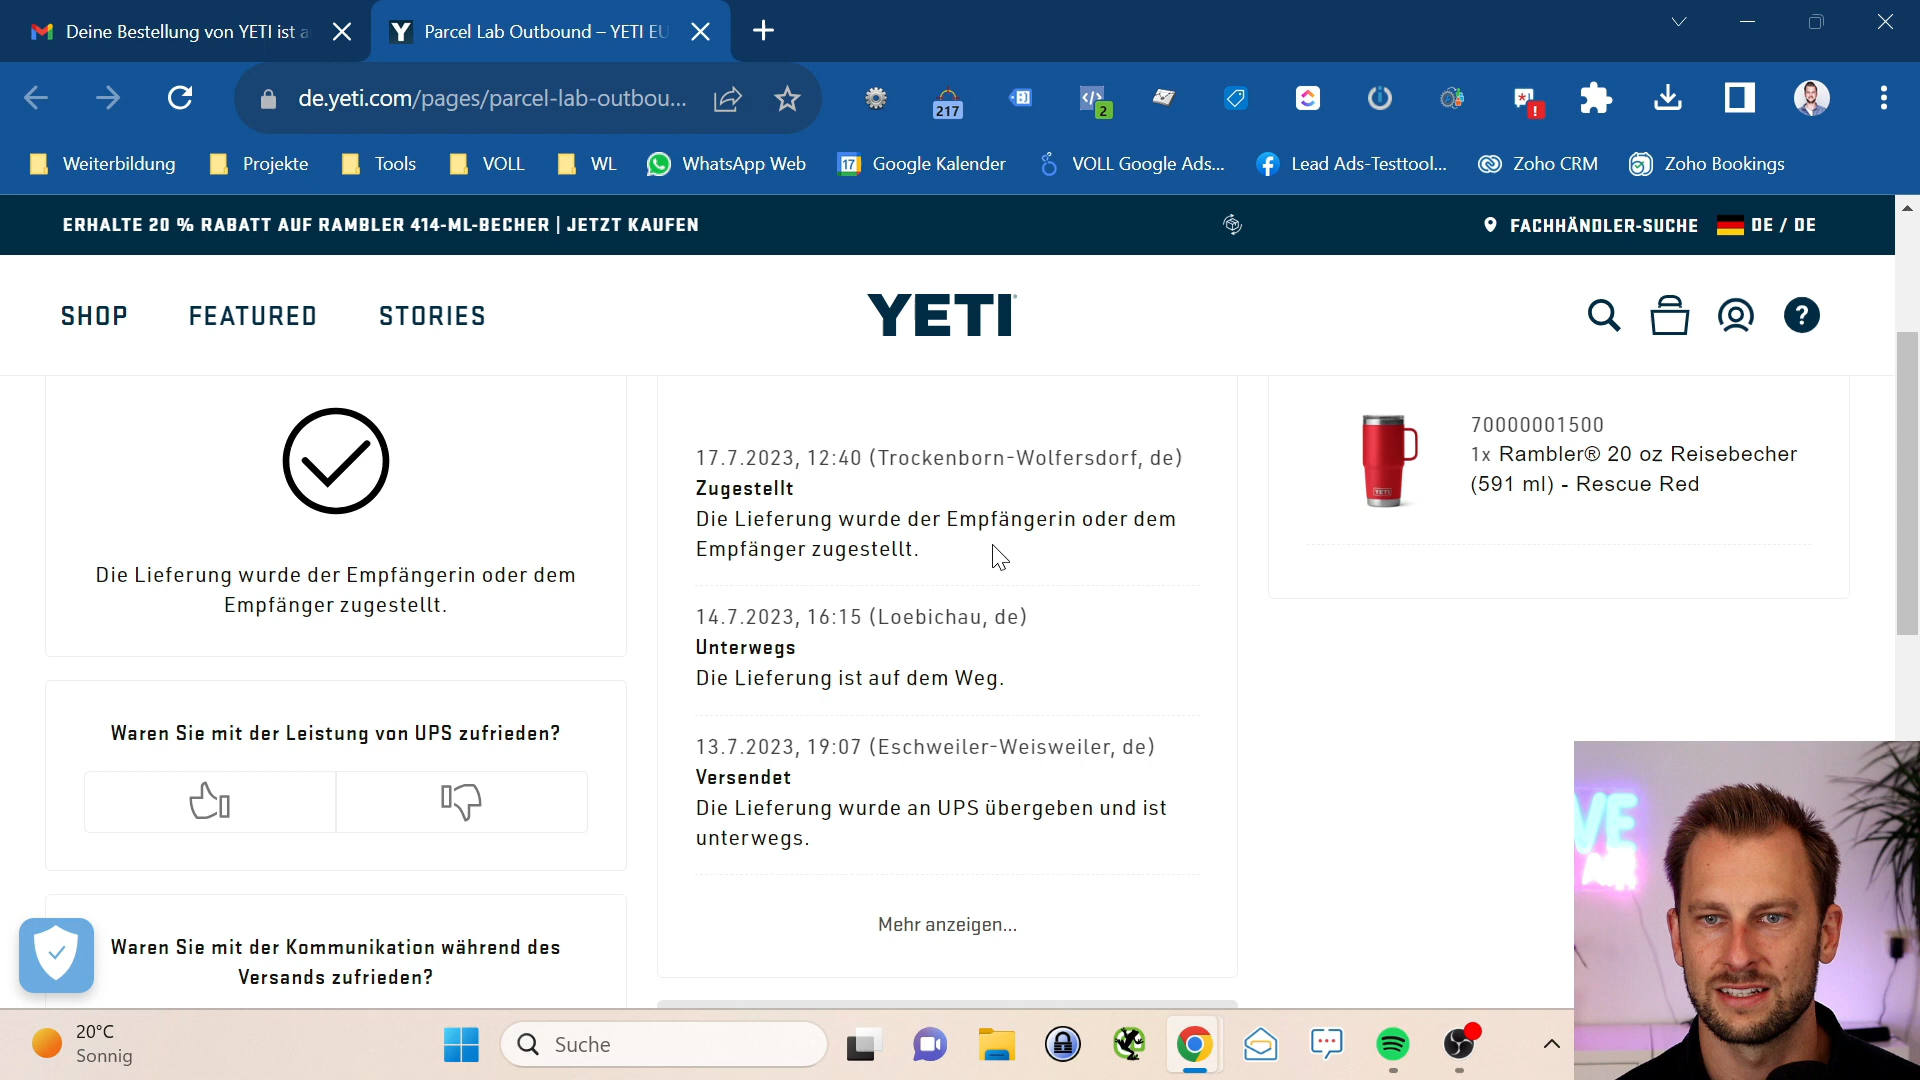 Deine Bestellung von YETI ist a
Y Parcel Lab Outbound – YETI EU
de.yeti.com/pages/parcel-lab-outbou...
217
2
Weiterbildung
Projekte
Tools
VOLL
WL
WhatsApp Web
17 Google Kalender
VOLL Google Ads...
Lead Ads-Testtool...
Zoho CRM
Zoho Bookings
ERHALTE 20 % RABATT AUF RAMBLER 414-ML-BECHER | JETZT KAUFEN
FACHHÄNDLER-SUCHE
DE / DE
SHOP
FEATURED
STORIES
YETI
?
Die Lieferung wurde der Empfängerin oder dem
Empfänger zugestellt.
Waren Sie mit der Leistung von UPS zufrieden?
Waren Sie mit der Kommunikation während des
Versands zufrieden?
17.7.2023, 12:40 (Trockenborn-Wolfersdorf, de)
Zugestellt
Die Lieferung wurde der Empfängerin oder dem
Empfänger zugestellt.
14.7.2023, 16:15 (Loebichau, de)
Unterwegs
Die Lieferung ist auf dem Weg.
13.7.2023, 19:07 (Eschweiler-Weisweiler, de)
Versendet
Die Lieferung wurde an UPS übergeben und ist
unterwegs.
Mehr anzeigen...
YETI
70000001500
1x Rambler® 20 oz Reisebecher
(591 ml) - Rescue Red
VE
AIR
20°C
Sonnig
Suche